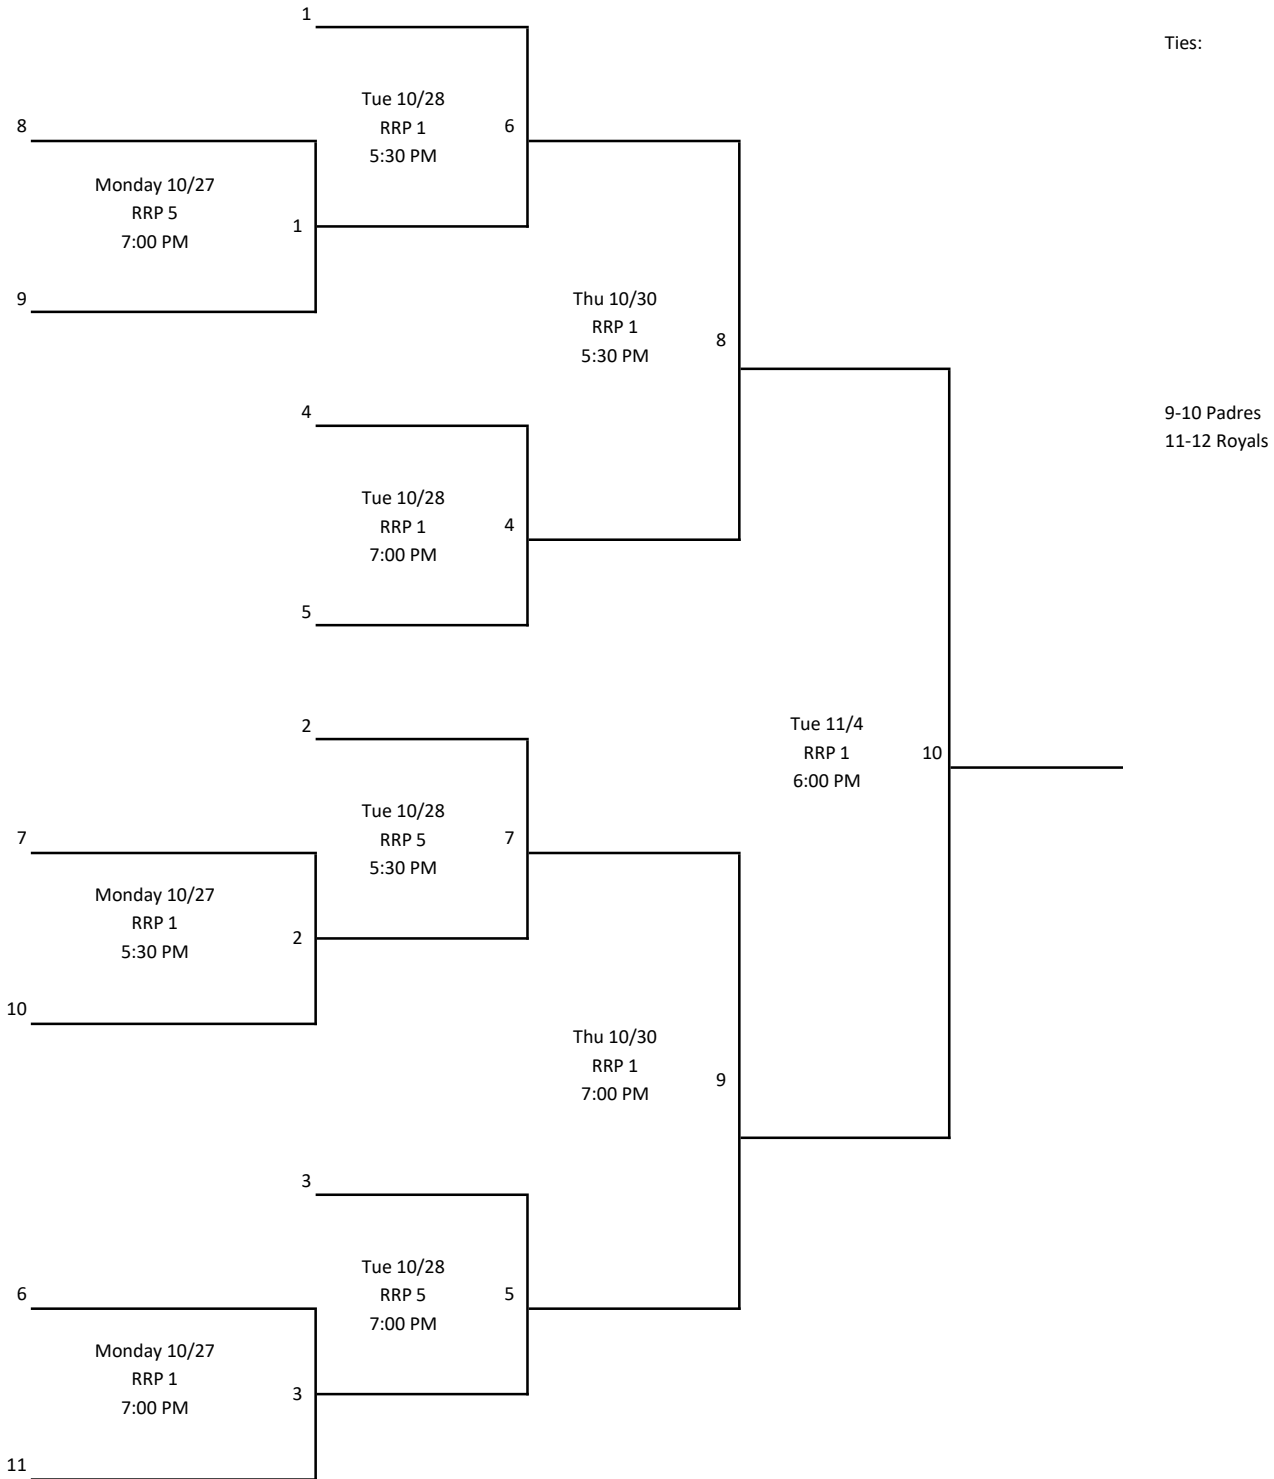 1
Ties:
Tue 10/28
RRP 1
5:30 PM
8
6
Monday 10/27
RRP 5
7:00 PM
1
9
Thu 10/30
RRP 1
5:30 PM
8
4
9-10 Padres
11-12 Royals
Tue 10/28
RRP 1
7:00 PM
4
5
2
Tue 11/4
RRP 1
6:00 PM
10
Tue 10/28
RRP 5
5:30 PM
7
7
Monday 10/27
RRP 1
5:30 PM
2
10
Thu 10/30
RRP 1
7:00 PM
9
3
Tue 10/28
RRP 5
7:00 PM
5
6
Monday 10/27
RRP 1
7:00 PM
3
11